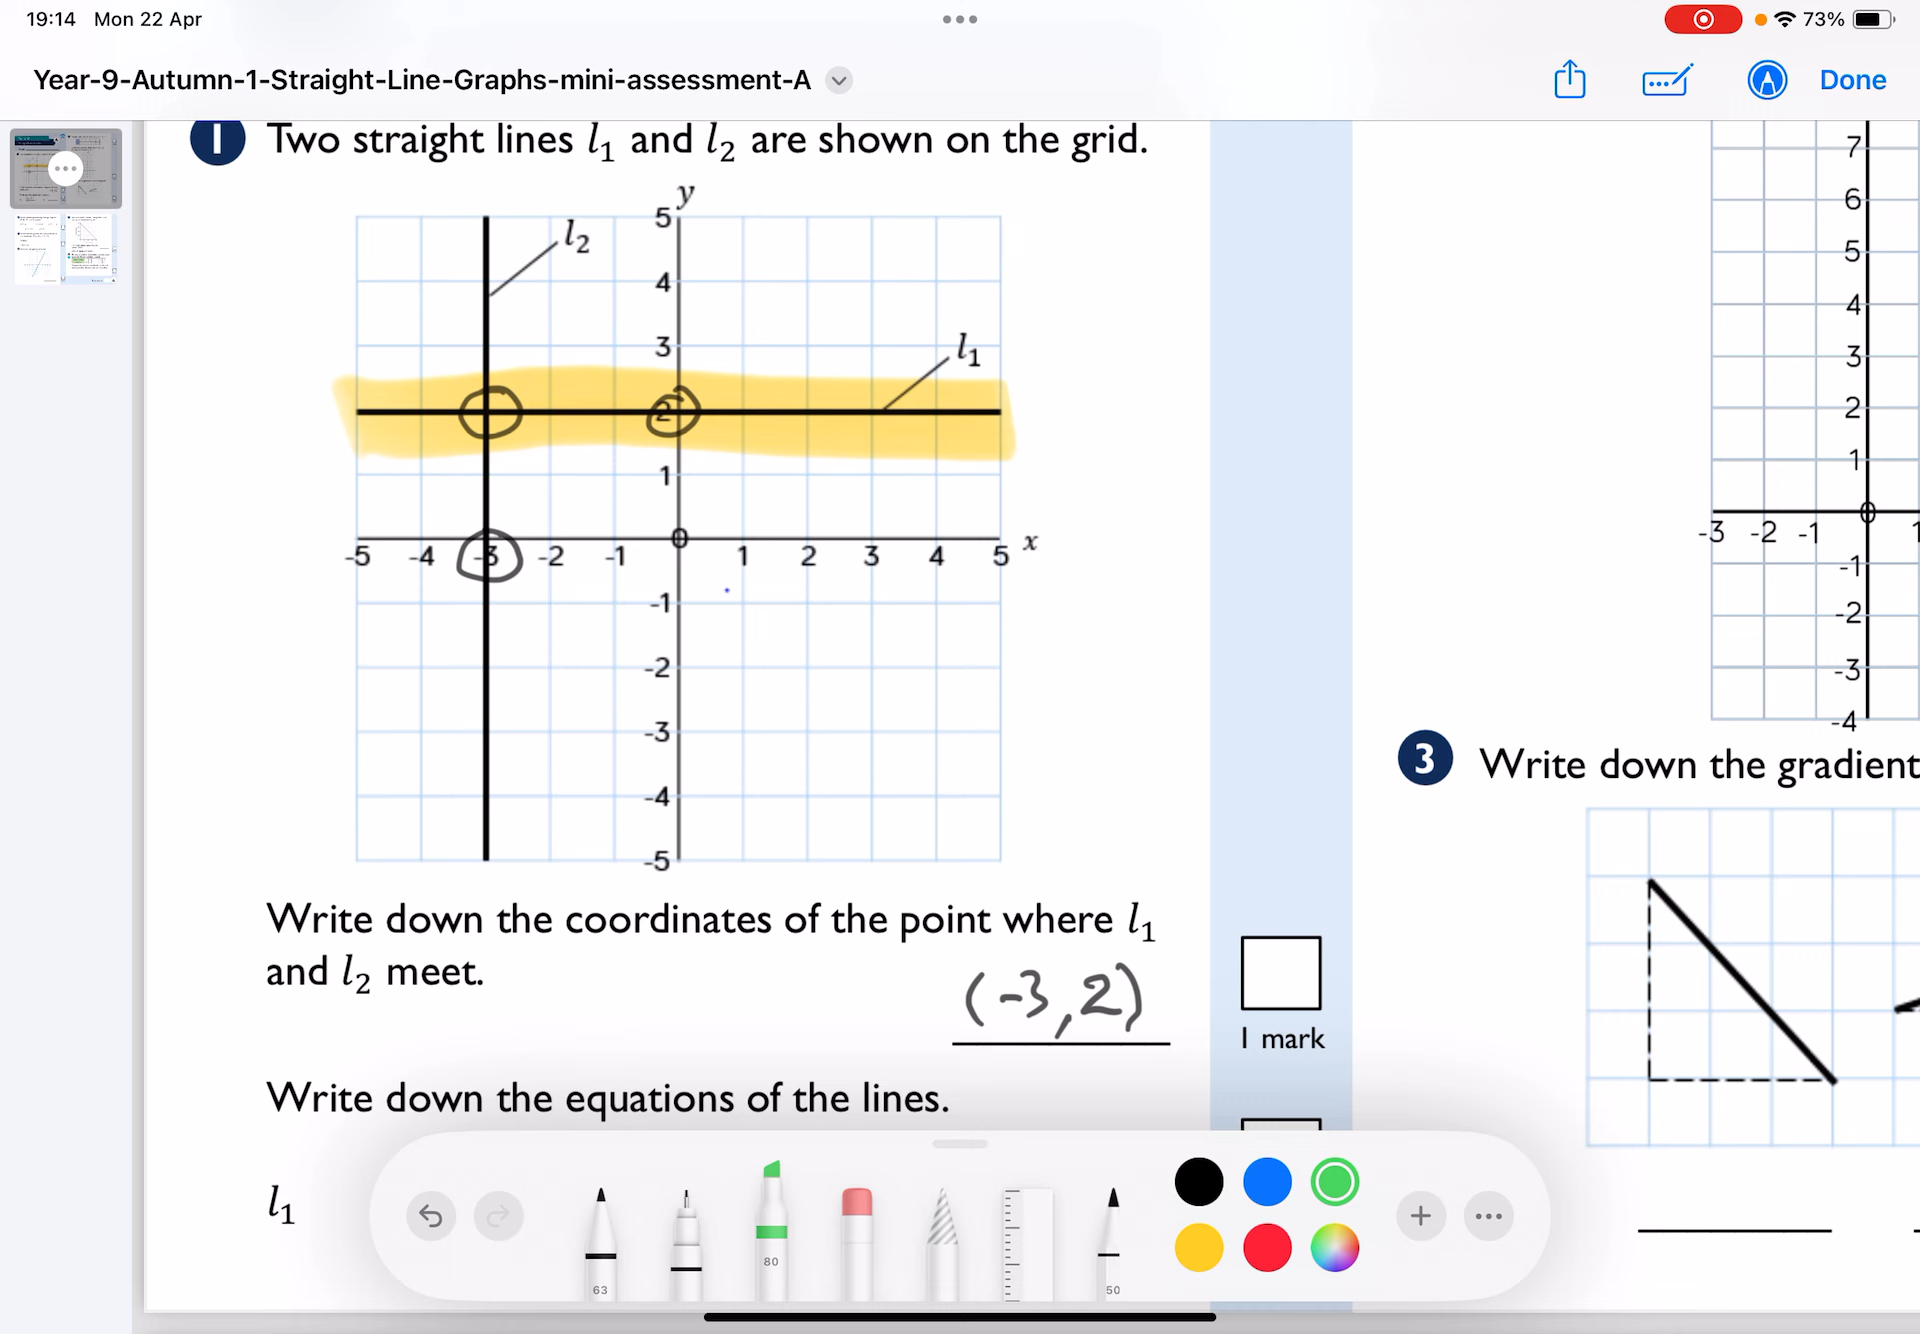 19:14 Mon 22 Apr
73%
Year-9-Autumn-1-Straight-Line-Graphs-mini-assessment-A
Done
1 Two straight lines l₁ and l₂ are shown on the grid.
y
5
l₂
4
3
l₁
2
1
-5 -4 -3 -2 -1 0 1 2 3 4 5 x
-1
-2
-3
-4
-5
Write down the coordinates of the point where l₁
and l₂ meet.
(-3, 2)
1 mark
Write down the equations of the lines.
l₁
7
6
5
4
3
2
1
0
-3 -2 -1 1
-1
-2
-3
-4
3 Write down the gradient
63
80
50